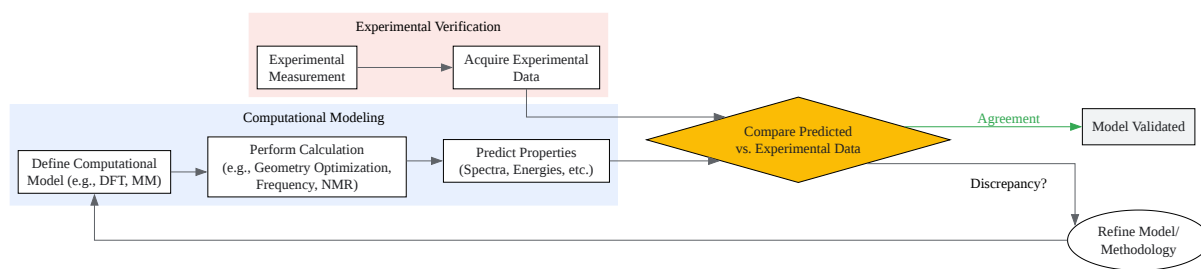 Experimental Verification
Experimental
Measurement
Acquire Experimental
Data
Computational Modeling
Define Computational
Model (e.g., DFT, MM)
Perform Calculation
(e.g., Geometry Optimization,
Frequency, NMR)
Predict Properties
(Spectra, Energies, etc.)
Compare Predicted
vs. Experimental Data
Agreement
Model Validated
Discrepancy?
Refine Model/
Methodology